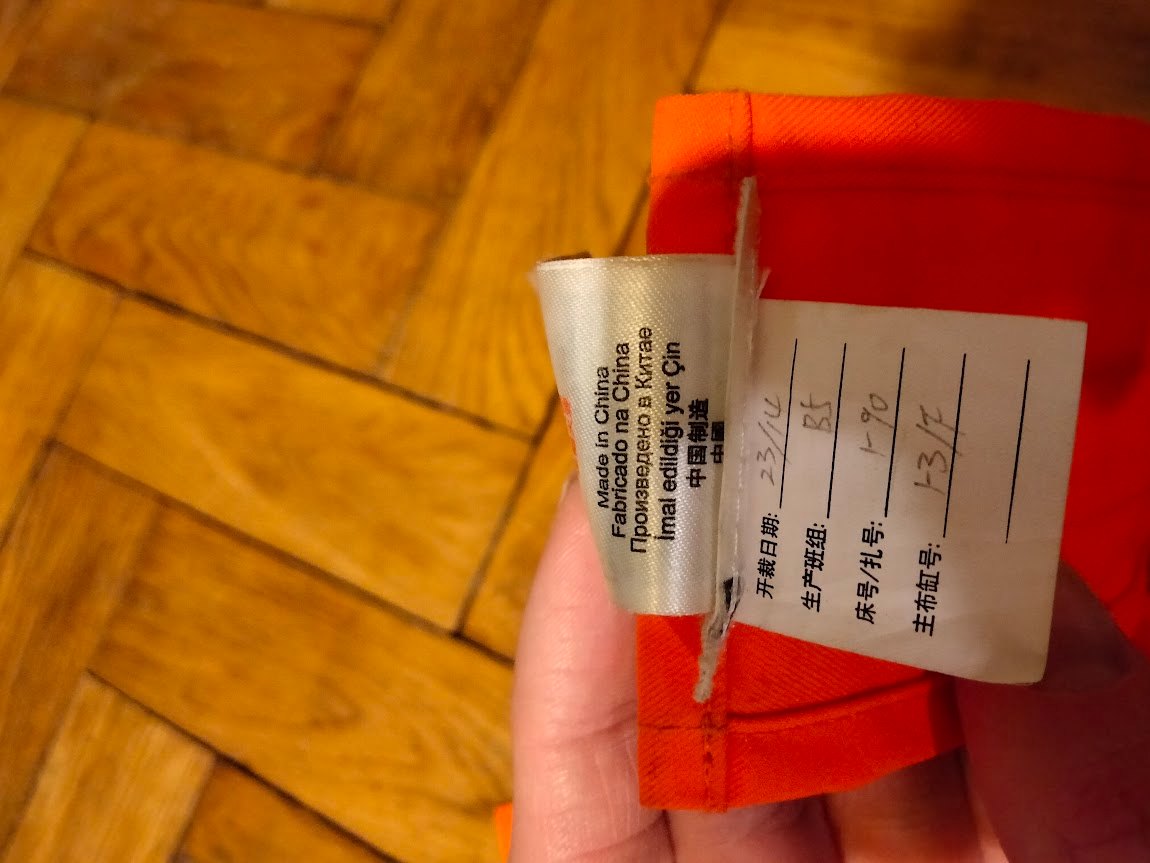 Made in China
Fabricado na China
Произведено в Китае
İmal edildiği yer Çin
中国制造
中國
开裁日期: 23/14
生产班组: B5
床号/扎号: 1-90
主布缸号: 1-3/F